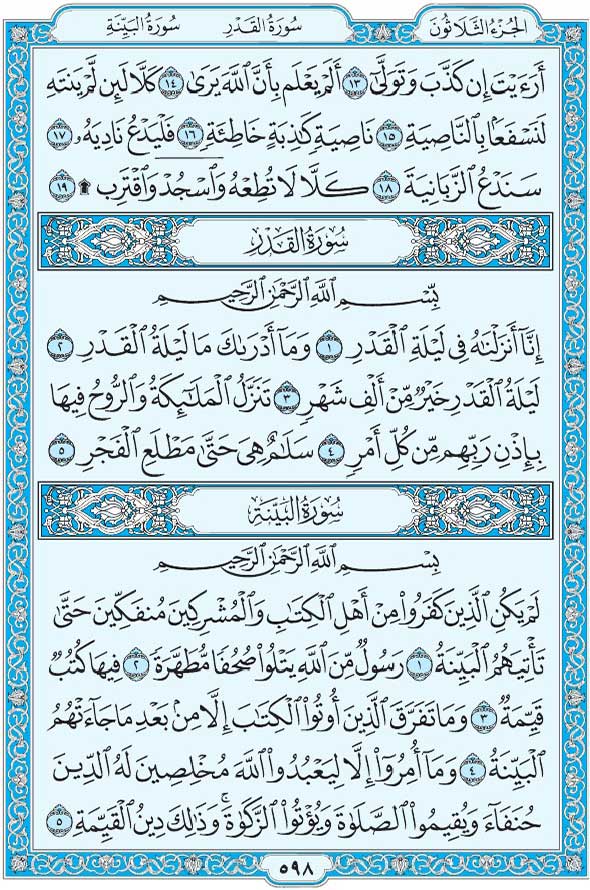 الجُزْءُ الثَّلَاثُونَ سُورَةُ القَدْرِ سُورَةُ البَيِّنَةِ
أَرَءَيْتَ إِن كَذَّبَ وَتَوَلَّىٰٓ ١٣ أَلَمْ يَعْلَم بِأَنَّ ٱللَّهَ يَرَىٰ ١٤ كَلَّا لَئِن لَّمْ يَنتَهِ
لَنَسْفَعًۢا بِٱلنَّاصِيَةِ ١٥ نَاصِيَةٍ كَٰذِبَةٍ خَاطِئَةٍ ١٦ فَلْيَدْعُ نَادِيَهُۥ ١٧
سَنَدْعُ ٱلزَّبَانِيَةَ ١٨ كَلَّا لَا تُطِعْهُ وَٱسْجُدْ وَٱقْتَرِب ۩ ١٩
سُورَةُ القَدْرِ
بِسْمِ ٱللَّهِ ٱلرَّحْمَٰنِ ٱلرَّحِيمِ
إِنَّآ أَنزَلْنَٰهُ فِى لَيْلَةِ ٱلْقَدْرِ ١ وَمَآ أَدْرَىٰكَ مَا لَيْلَةُ ٱلْقَدْرِ ٢
لَيْلَةُ ٱلْقَدْرِ خَيْرٌ مِّنْ أَلْفِ شَهْرٍ ٣ تَنَزَّلُ ٱلْمَلَٰٓئِكَةُ وَٱلرُّوحُ فِيهَا
بِإِذْنِ رَبِّهِم مِّن كُلِّ أَمْرٍ ٤ سَلَٰمٌ هِىَ حَتَّىٰ مَطْلَعِ ٱلْفَجْرِ ٥
سُورَةُ البَيِّنَةِ
بِسْمِ ٱللَّهِ ٱلرَّحْمَٰنِ ٱلرَّحِيمِ
لَمْ يَكُنِ ٱلَّذِينَ كَفَرُوا۟ مِنْ أَهْلِ ٱلْكِتَٰبِ وَٱلْمُشْرِكِينَ مُنفَكِّينَ حَتَّىٰ
تَأْتِيَهُمُ ٱلْبَيِّنَةُ ١ رَسُولٌ مِّنَ ٱللَّهِ يَتْلُوا۟ صُحُفًا مُّطَهَّرَةً ٢ فِيهَا كُتُبٌ
قَيِّمَةٌ ٣ وَمَا تَفَرَّقَ ٱلَّذِينَ أُوتُوا۟ ٱلْكِتَٰبَ إِلَّا مِنۢ بَعْدِ مَا جَآءَتْهُمُ
ٱلْبَيِّنَةُ ٤ وَمَآ أُمِرُوٓا۟ إِلَّا لِيَعْبُدُوا۟ ٱللَّهَ مُخْلِصِينَ لَهُ ٱلدِّينَ
حُنَفَآءَ وَيُقِيمُوا۟ ٱلصَّلَوٰةَ وَيُؤْتُوا۟ ٱلزَّكَوٰةَ ۚ وَذَٰلِكَ دِينُ ٱلْقَيِّمَةِ ٥
٥٩٨